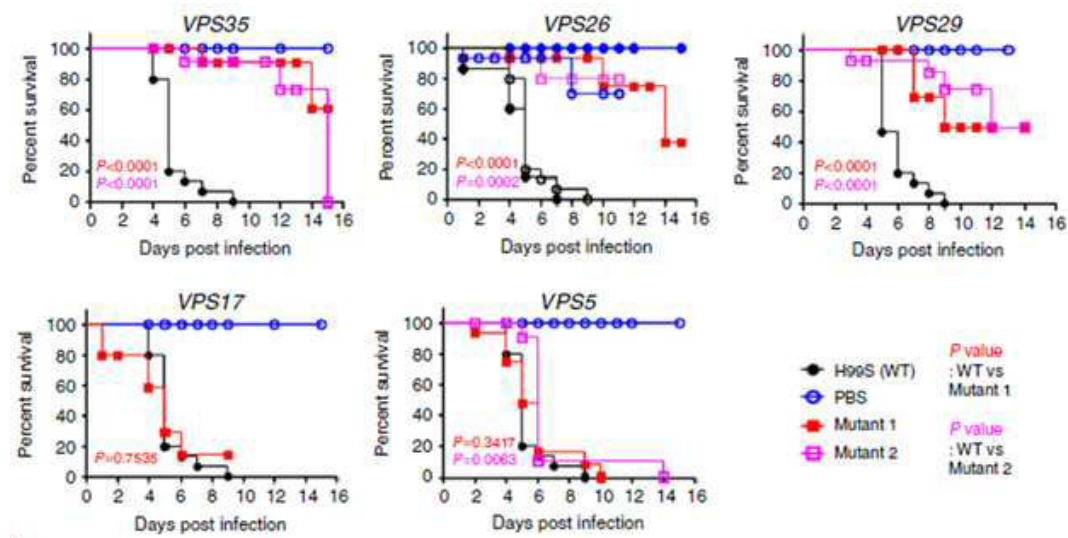 VPS35
VPS26
VPS29
Percent survival
100
80
60
40
20
0
P<0.0001
P<0.0001
0 2 4 6 8 10 12 14 16
Days post infection
Percent survival
100
80
60
40
20
0
P<0.0001
P=0.0002
0 2 4 6 8 10 12 14 16
Days post infection
Percent survival
100
80
60
40
20
0
P<0.0001
P<0.0001
0 2 4 6 8 10 12 14 16
Days post infection
VPS17
VPS5
Percent survival
100
80
60
40
20
0
P=0.7535
0 2 4 6 8 10 12 14 16
Days post infection
Percent survival
100
80
60
40
20
0
P=0.3417
P=0.0063
0 2 4 6 8 10 12 14 16
Days post infection
H99S (WT)
PBS
Mutant 1
Mutant 2
P value
: WT vs
Mutant 1
P value
: WT vs
Mutant 2